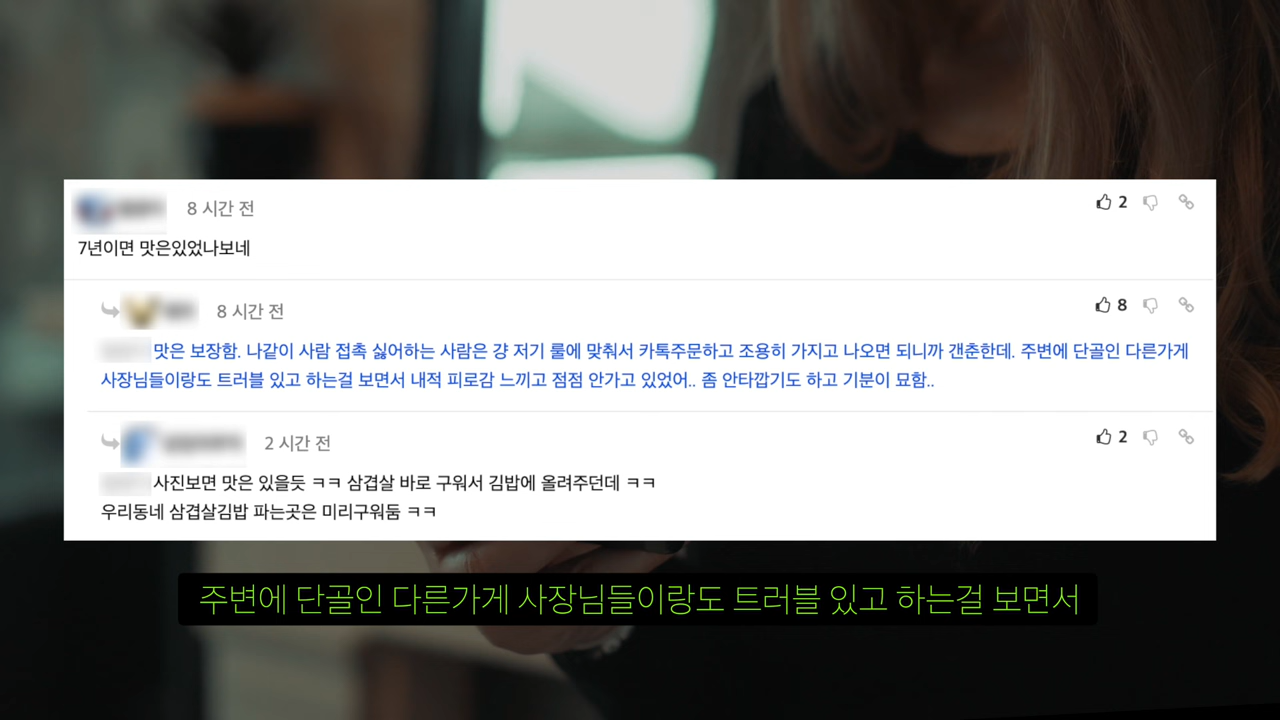 8 시간 전
2
7년이면 맛은있었나보네
8 시간 전
8
맛은 보장함. 나같이 사람 접촉 싫어하는 사람은 걍 저기 룰에 맞춰서 카톡주문하고 조용히 가지고 나오면 되니까 갠춘한데. 주변에 단골인 다른가게
사장님들이랑도 트러블 있고 하는걸 보면서 내적 피로감 느끼고 점점 안가고 있었어.. 좀 안타깝기도 하고 기분이 묘함..
2 시간 전
2
사진보면 맛은 있을듯 ㅋㅋ 삼겹살 바로 구워서 김밥에 올려주던데 ㅋㅋ
우리동네 삼겹살김밥 파는곳은 미리구워둠 ㅋㅋ
주변에 단골인 다른가게 사장님들이랑도 트러블 있고 하는걸 보면서